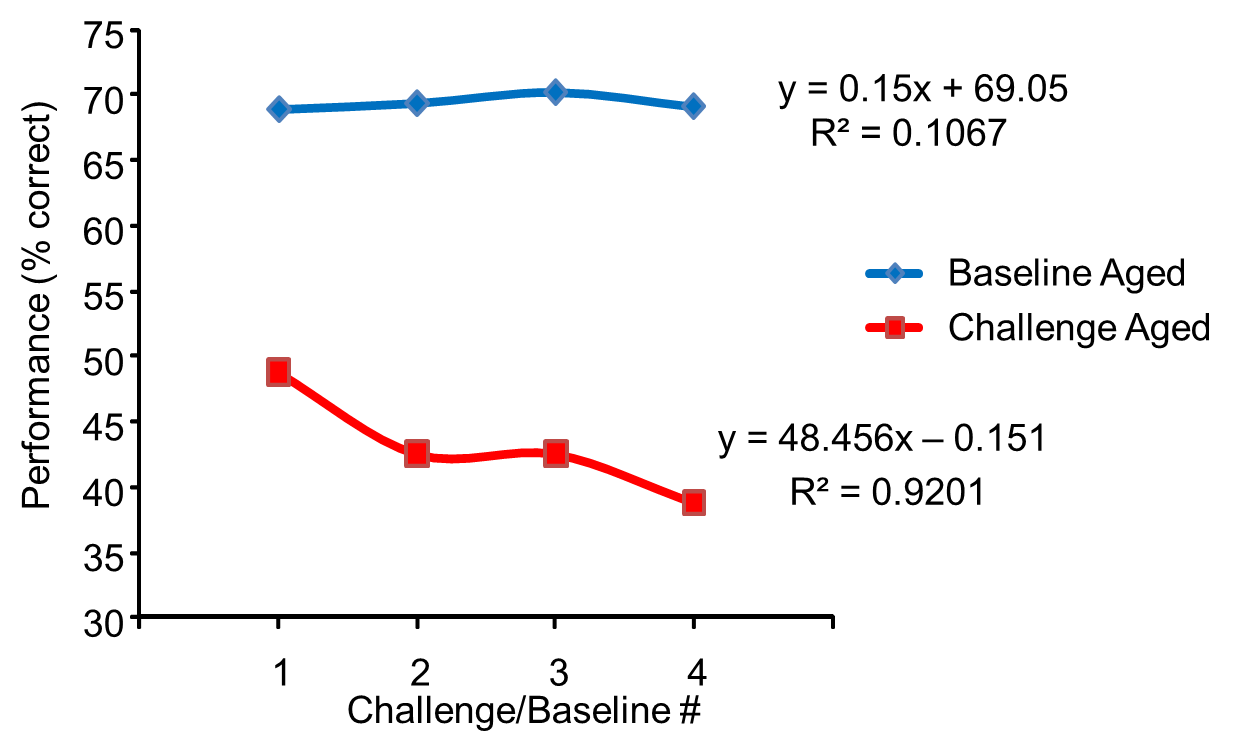 75
70
65
60
55
50
45
40
35
30
Performance (% correct)
1 2 3 4
Challenge/Baseline #
y = 0.15x + 69.05
R² = 0.1067
Baseline Aged
Challenge Aged
y = 48.456x – 0.151
R² = 0.9201